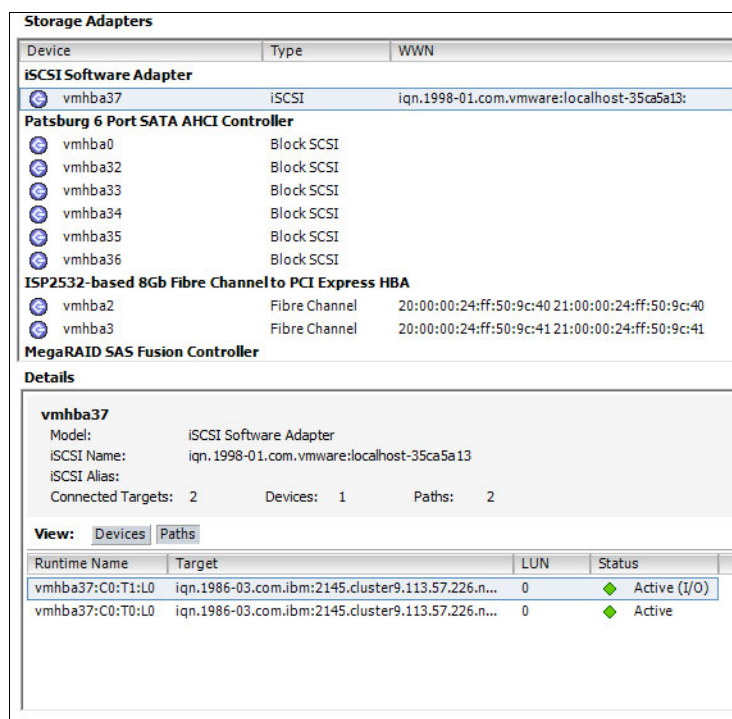 Storage Adapters
Device Type WWN
iSCSI Software Adapter
vmhba37 iSCSI iqn.1998-01.com.vmware:localhost-35ca5a13:
Patsburg 6 Port SATA AHCI Controller
vmhba0 Block SCSI
vmhba32 Block SCSI
vmhba33 Block SCSI
vmhba34 Block SCSI
vmhba35 Block SCSI
vmhba36 Block SCSI
ISP2532-based 8Gb Fibre Channel to PCI Express HBA
vmhba2 Fibre Channel 20:00:00:24:ff:50:9c:40 21:00:00:24:ff:50:9c:40
vmhba3 Fibre Channel 20:00:00:24:ff:50:9c:41 21:00:00:24:ff:50:9c:41
MegaRAID SAS Fusion Controller
Details
vmhba37
Model: iSCSI Software Adapter
iSCSI Name: iqn.1998-01.com.vmware:localhost-35ca5a13
iSCSI Alias:
Connected Targets: 2 Devices: 1 Paths: 2
View: Devices Paths
Runtime Name Target LUN Status
vmhba37:C0:T1:L0 iqn.1986-03.com.ibm:2145.cluster9.113.57.226.n... 0 Active (I/O)
vmhba37:C0:T0:L0 iqn.1986-03.com.ibm:2145.cluster9.113.57.226.n... 0 Active